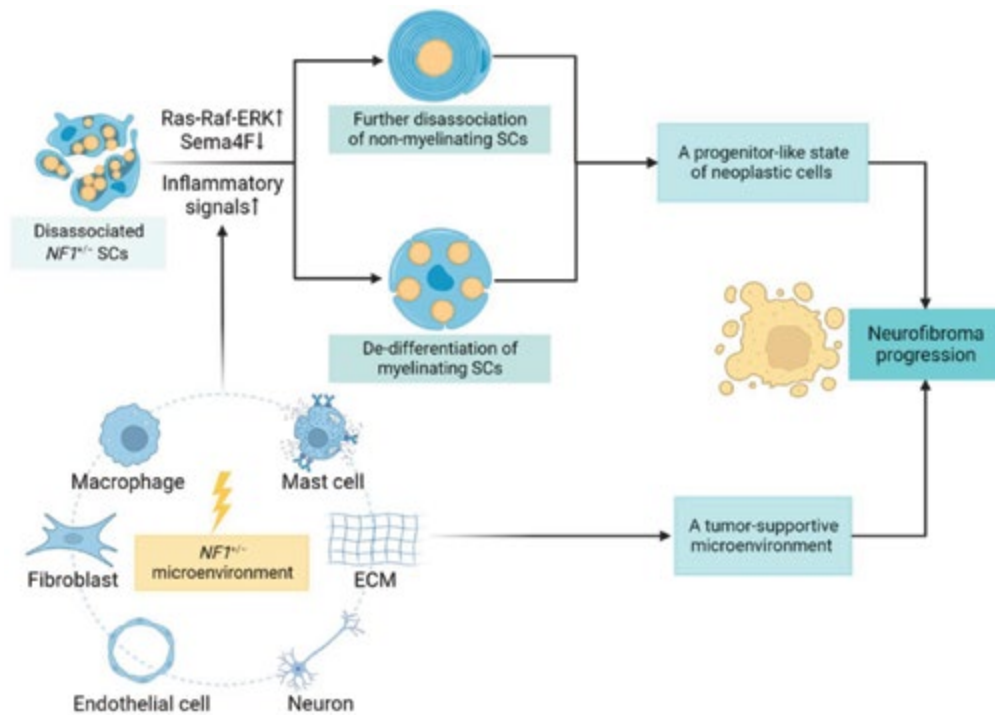 Ras-Raf-ERK↑
Sema4F↓
Inflammatory
signals↑
Disassociated
NF1+/− SCs
Further disassociation
of non-myelinating SCs
De-differentiation of
myelinating SCs
A progenitor-like state
of neoplastic cells
Neurofibroma
progression
Macrophage
Mast cell
Fibroblast
NF1+/−
microenvironment
ECM
Endothelial cell
Neuron
A tumor-supportive
microenvironment